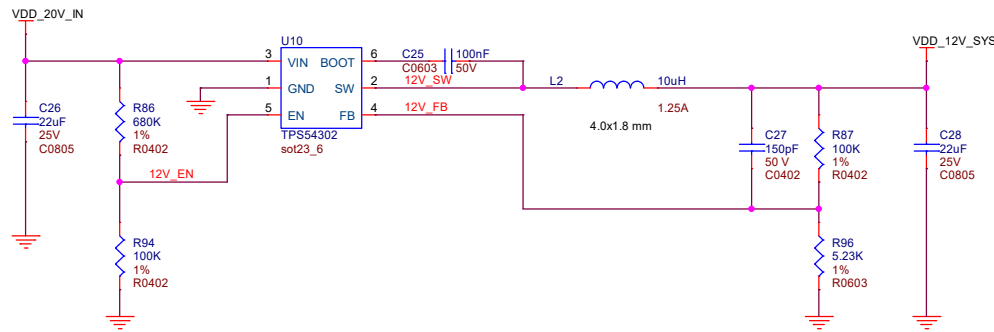 VDD_20V_IN
C26
22uF
25V
C0805
R86
680K
1%
R0402
12V_EN
R94
100K
1%
R0402
U10
3 VIN BOOT 6
1 GND SW 2
5 EN FB 4
TPS54302
sot23_6
C25 100nF
C0603 50V
12V_SW
12V_FB
L2 10uH
1.25A
4.0x1.8 mm
C27
150pF
50 V
C0402
R87
100K
1%
R0402
R96
5.23K
1%
R0603
VDD_12V_SYS
C28
22uF
25V
C0805